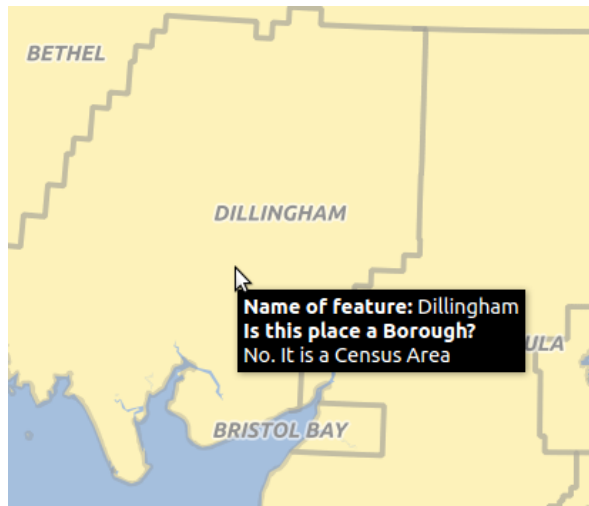 BETHEL
DILLINGHAM
Name of feature: Dillingham
Is this place a Borough?
No. It is a Census Area
ULA
BRISTOL BAY